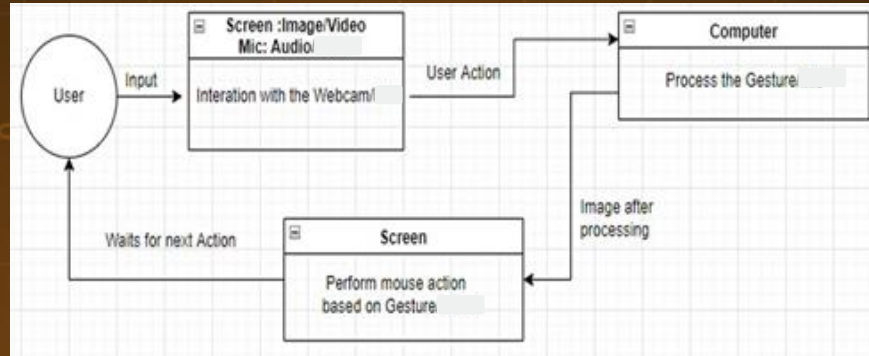 Screen :Image/Video
Mic: Audio/
User
Input
Interation with the Webcam/
User Action
Computer
Process the Gesture/
Image after
processing
Screen
Perform mouse action
based on Gesture/
Waits for next Action